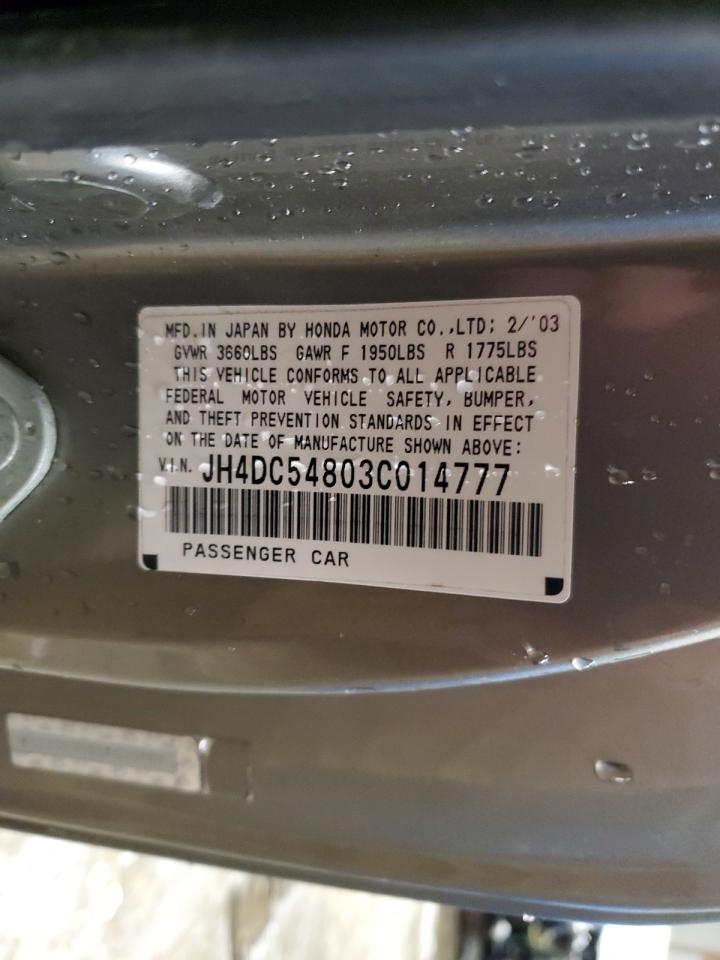 MFD.IN JAPAN BY HONDA MOTOR CO.,LTD; 2/'03
GVWR 3660LBS GAWR F 1950LBS R 1775LBS
THIS VEHICLE CONFORMS TO ALL APPLICABLE
FEDERAL MOTOR VEHICLE SAFETY, BUMPER,
AND THEFT PREVENTION STANDARDS IN EFFECT
ON THE DATE OF MANUFACTURE SHOWN ABOVE:
V.I.N. JH4DC54803C014777
PASSENGER CAR